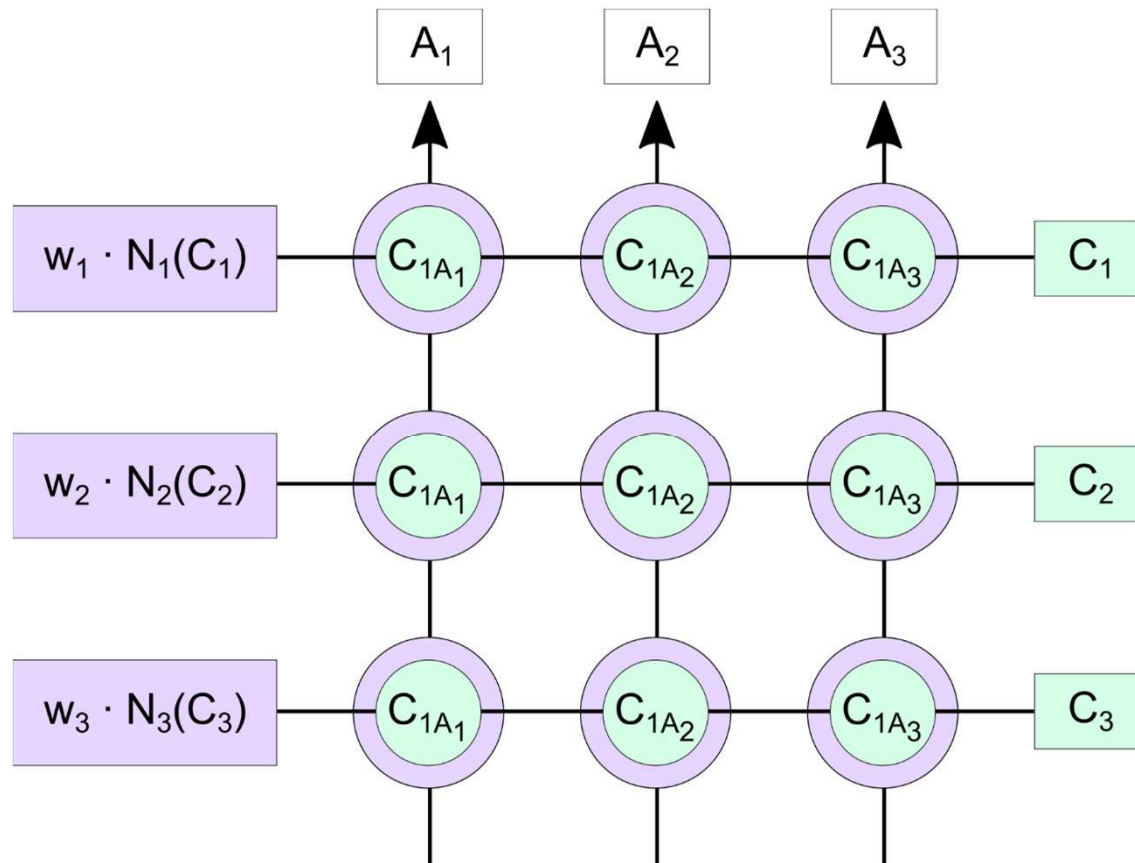 A₁ A₂ A₃
w₁ · N₁(C₁) C₁A₁ C₁A₂ C₁A₃ C₁
w₂ · N₂(C₂) C₁A₁ C₁A₂ C₁A₃ C₂
w₃ · N₃(C₃) C₁A₁ C₁A₂ C₁A₃ C₃